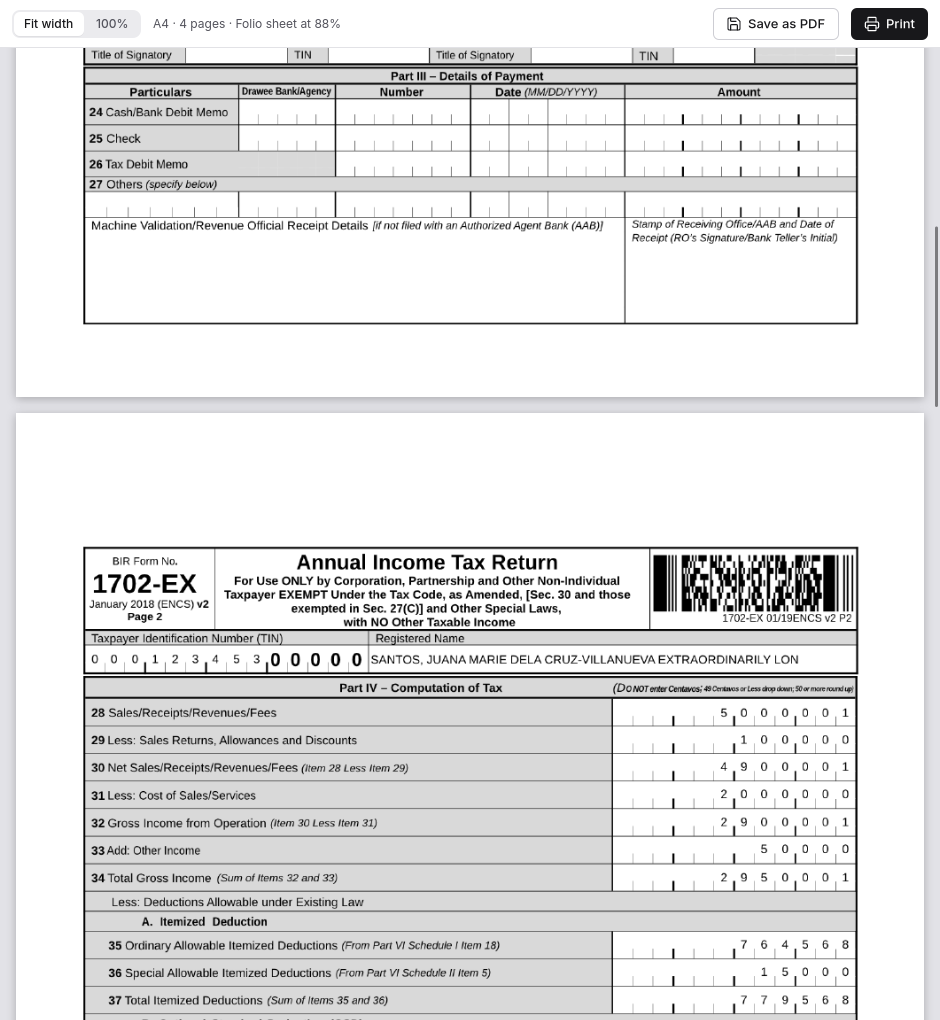 Fit width 100% A4 · 4 pages · Folio sheet at 88% Save as PDF Print
Title of Signatory TIN Title of Signatory TIN
Part III – Details of Payment
Particulars Drawee Bank/Agency Number Date (MM/DD/YYYY) Amount
24 Cash/Bank Debit Memo
25 Check
26 Tax Debit Memo
27 Others (specify below)
Machine Validation/Revenue Official Receipt Details [if not filed with an Authorized Agent Bank (AAB)] Stamp of Receiving Office/AAB and Date of
Receipt (RO's Signature/Bank Teller's Initial)
BIR Form No.
1702-EX
January 2018 (ENCS) v2
Page 2
Annual Income Tax Return
For Use ONLY by Corporation, Partnership and Other Non-Individual
Taxpayer EXEMPT Under the Tax Code, as Amended, [Sec. 30 and those
exempted in Sec. 27(C)] and Other Special Laws,
with NO Other Taxable Income
1702-EX 01/19ENCS v2 P2
Taxpayer Identification Number (TIN) Registered Name
0 0 0 1 2 3 4 5 3 0 0 0 0 0 SANTOS, JUANA MARIE DELA CRUZ-VILLANUEVA EXTRAORDINARILY LON
Part IV – Computation of Tax (Do NOT enter Centavos; 49 Centavos or Less drop down; 50 or more round up)
28 Sales/Receipts/Revenues/Fees 5 0 0 0 0 0 1
29 Less: Sales Returns, Allowances and Discounts 1 0 0 0 0 0
30 Net Sales/Receipts/Revenues/Fees (Item 28 Less Item 29) 4 9 0 0 0 0 1
31 Less: Cost of Sales/Services 2 0 0 0 0 0 0
32 Gross Income from Operation (Item 30 Less Item 31) 2 9 0 0 0 0 1
33 Add: Other Income 5 0 0 0 0
34 Total Gross Income (Sum of Items 32 and 33) 2 9 5 0 0 0 1
Less: Deductions Allowable under Existing Law
A. Itemized Deduction
35 Ordinary Allowable Itemized Deductions (From Part VI Schedule I Item 18) 7 6 4 5 6 8
36 Special Allowable Itemized Deductions (From Part VI Schedule II Item 5) 1 5 0 0 0
37 Total Itemized Deductions (Sum of Items 35 and 36) 7 7 9 5 6 8